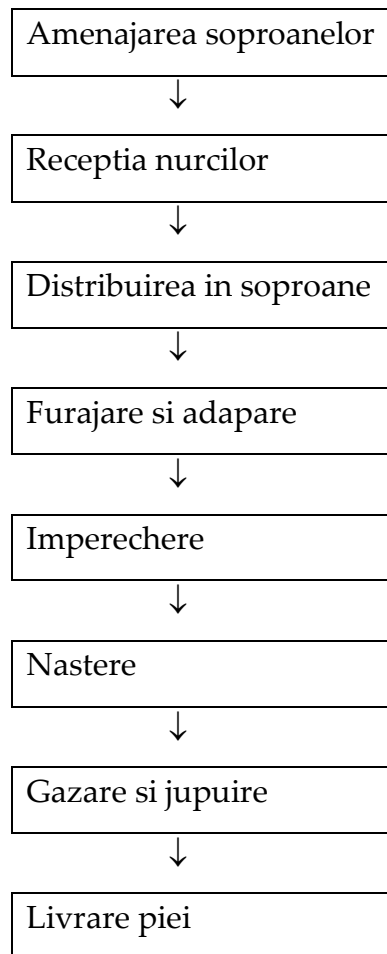 Amenajarea soproanelor
↓
Receptia nurcilor
↓
Distribuirea in soproane
↓
Furajare si adapare
↓
Imperechere
↓
Nastere
↓
Gazare si jupuire
↓
Livrare piei